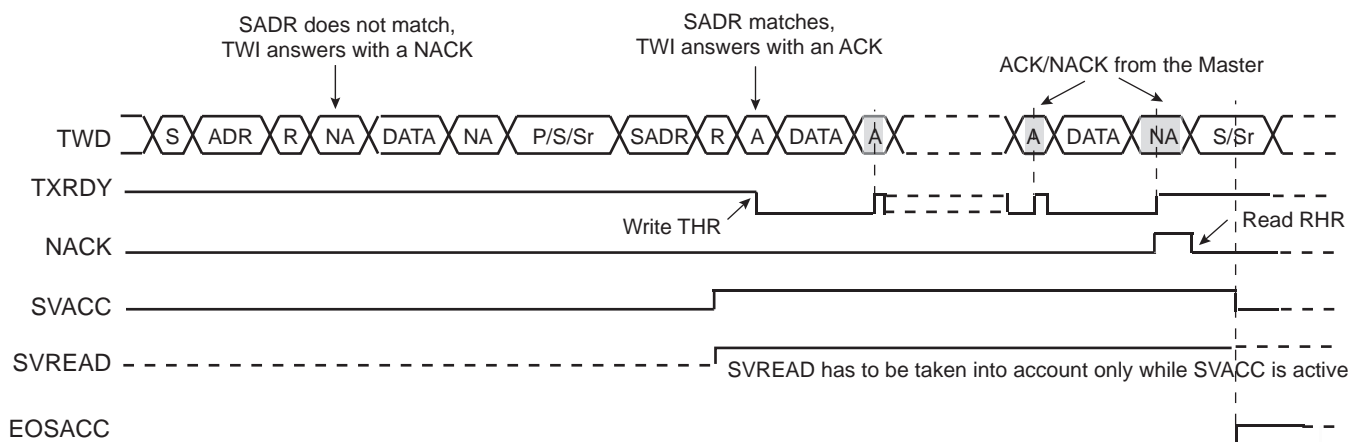 SADR does not match,
TWI answers with a NACK
SADR matches,
TWI answers with an ACK
ACK/NACK from the Master
TWD S ADR R NA DATA NA P/S/Sr SADR R A DATA A A DATA NA S/Sr
TXRDY
Write THR
Read RHR
NACK
SVACC
SVREAD
SVREAD has to be taken into account only while SVACC is active
EOSACC